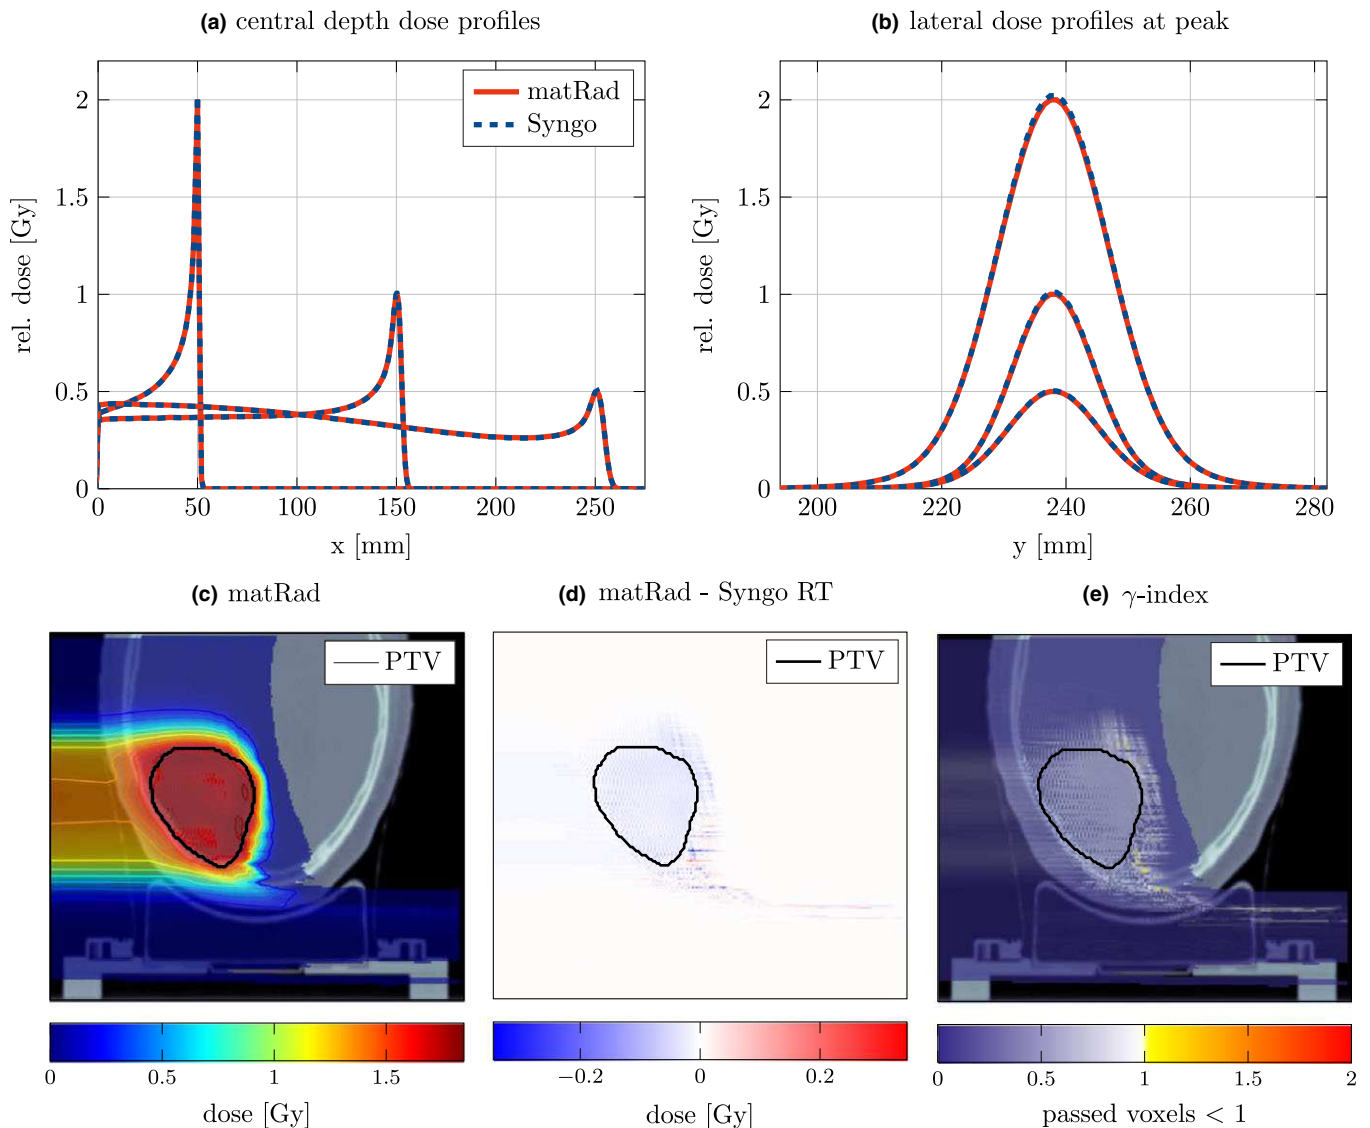 (a) central depth dose profiles
(b) lateral dose profiles at peak
rel. dose [Gy]
2
1.5
1
0.5
0
matRad
Syngo
0 50 100 150 200 250
x [mm]
rel. dose [Gy]
2
1.5
1
0.5
0
200 220 240 260 280
y [mm]
(c) matRad
PTV
0 0.5 1 1.5
dose [Gy]
(d) matRad - Syngo RT
PTV
−0.2 0 0.2
dose [Gy]
(e) γ-index
PTV
0 0.5 1 1.5 2
passed voxels < 1